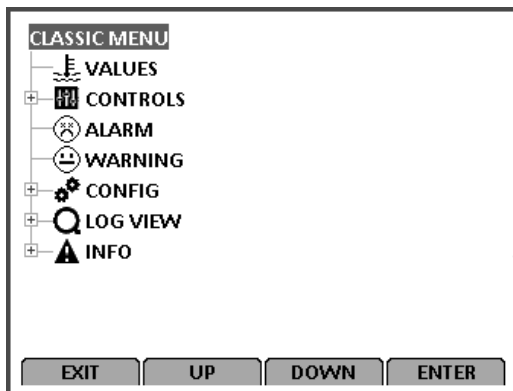 CLASSIC MENU
VALUES
CONTROLS
ALARM
WARNING
CONFIG
LOG VIEW
INFO
EXIT UP DOWN ENTER